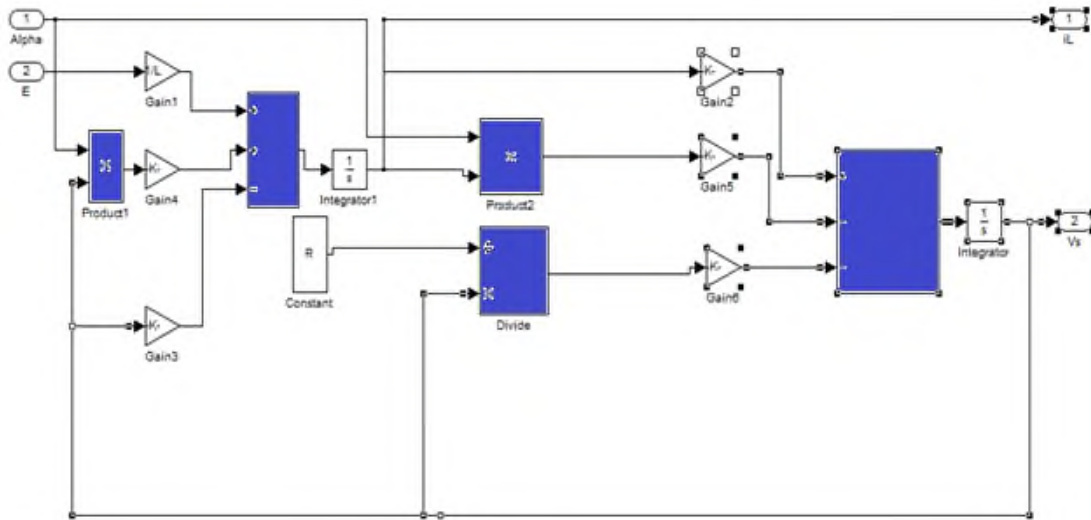 1
Alpha
2
E
1/L
Gain1
Product1
K-
Gain4
K-
Gain3
1
s
Integrator1
R
Constant
Product2
Divide
K-
Gain2
K-
Gain5
K-
Gain6
1
s
Integrator
1
iL
2
Vs